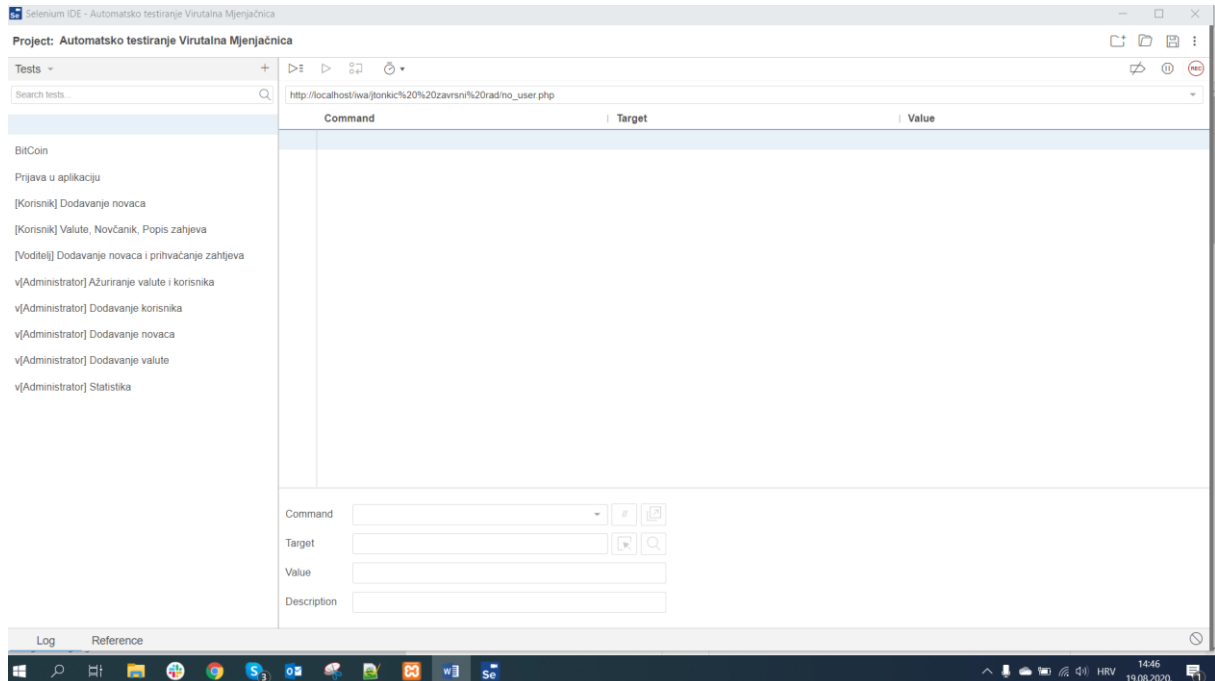 Selenium IDE - Automatsko testiranje Virutalna Mjenjačnica
Project: Automatsko testiranje Virutalna Mjenjačnica
Tests
REC
Search tests...
http://localhost/iwa/jtonkic%20%20zavrsni%20rad/no_user.php
Command Target Value
BitCoin
Prijava u aplikaciju
[Korisnik] Dodavanje novaca
[Korisnik] Valute, Novčanik, Popis zahjeva
[Voditelj] Dodavanje novaca i prihvaćanje zahtjeva
v[Administrator] Ažuriranje valute i korisnika
v[Administrator] Dodavanje korisnika
v[Administrator] Dodavanje novaca
v[Administrator] Dodavanje valute
v[Administrator] Statistika
Command //
Target
Value
Description
Log Reference
S 3 Se HRV 14:46
19.08.2020.